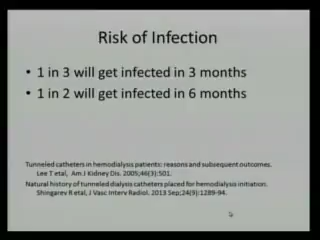 Risk of Infection
• 1 in 3 will get infected in 3 months
• 1 in 2 will get infected in 6 months
Tunneled catheters in hemodialysis patients: reasons and subsequent outcomes.
Lee T etal, Am J Kidney Dis. 2005;46(3):501.
Natural history of tunneled dialysis catheters placed for hemodialysis initiation.
Shingarev R etal, J Vasc Interv Radiol. 2013 Sep;24(9):1289-94.